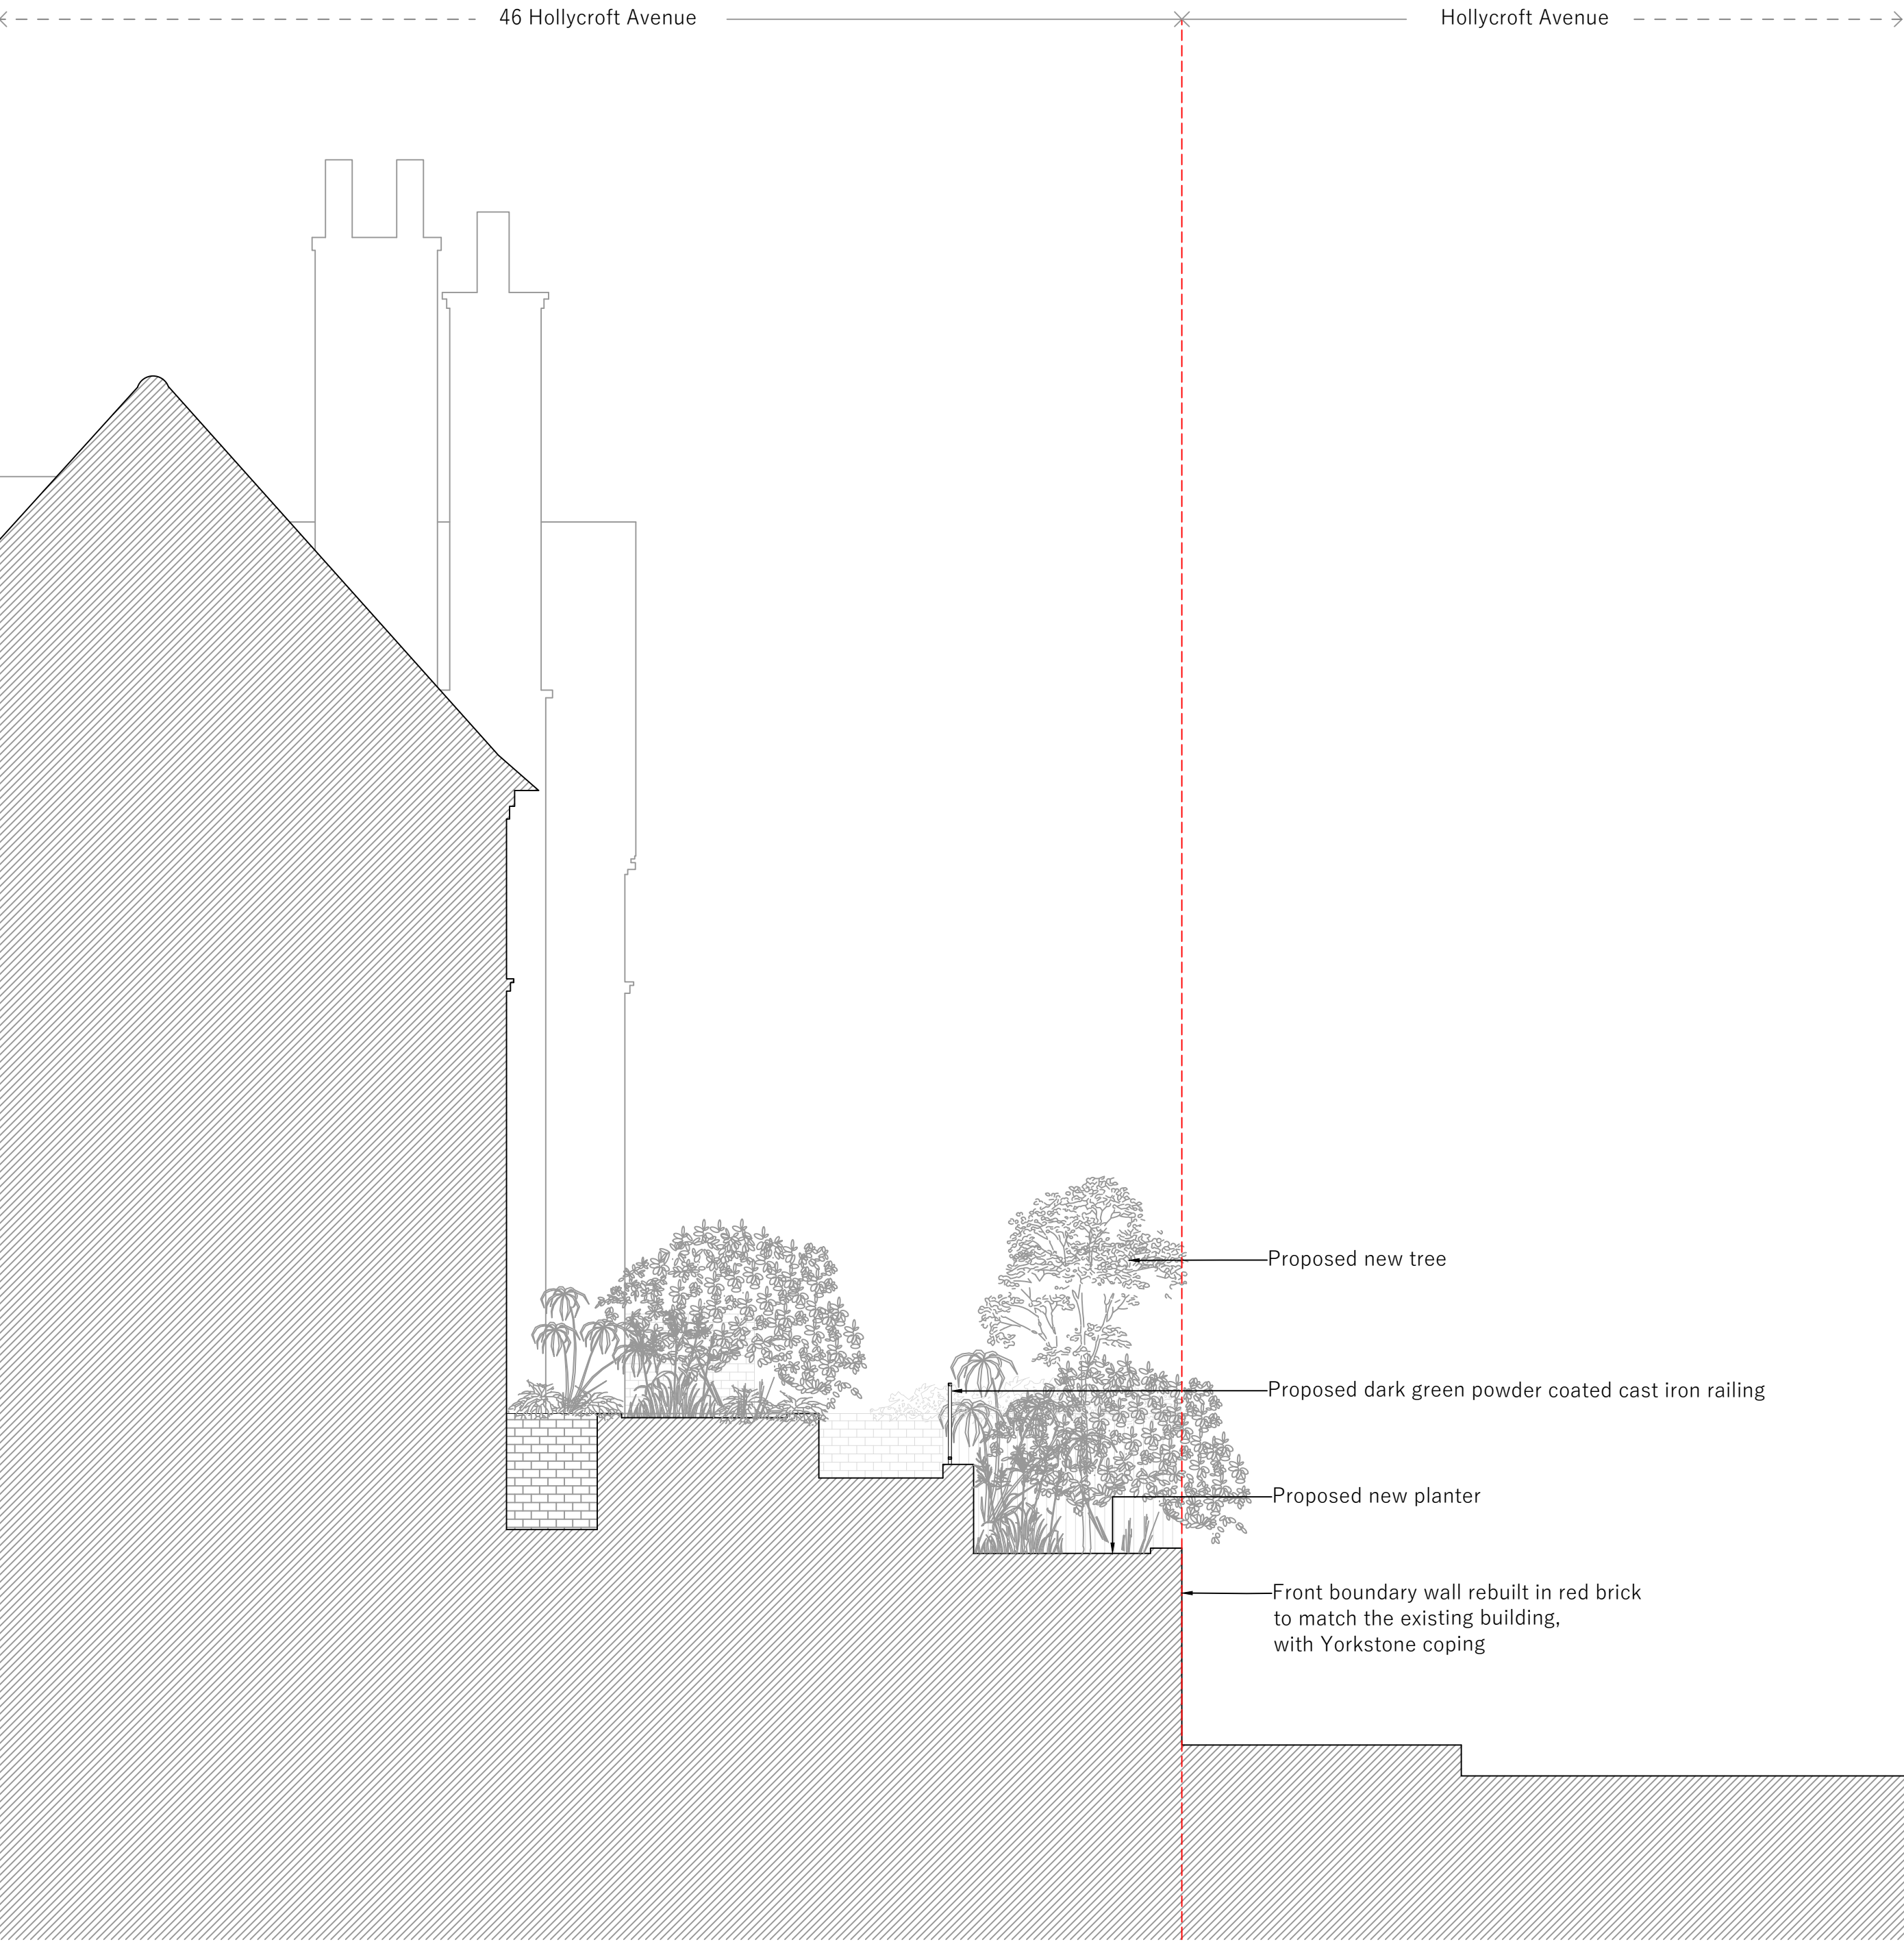 46 Hollycroft Avenue
Hollycroft Avenue
Proposed new tree
Proposed dark green powder coated cast iron railing
Proposed new planter
Front boundary wall rebuilt in red brick
to match the existing building,
with Yorkstone coping